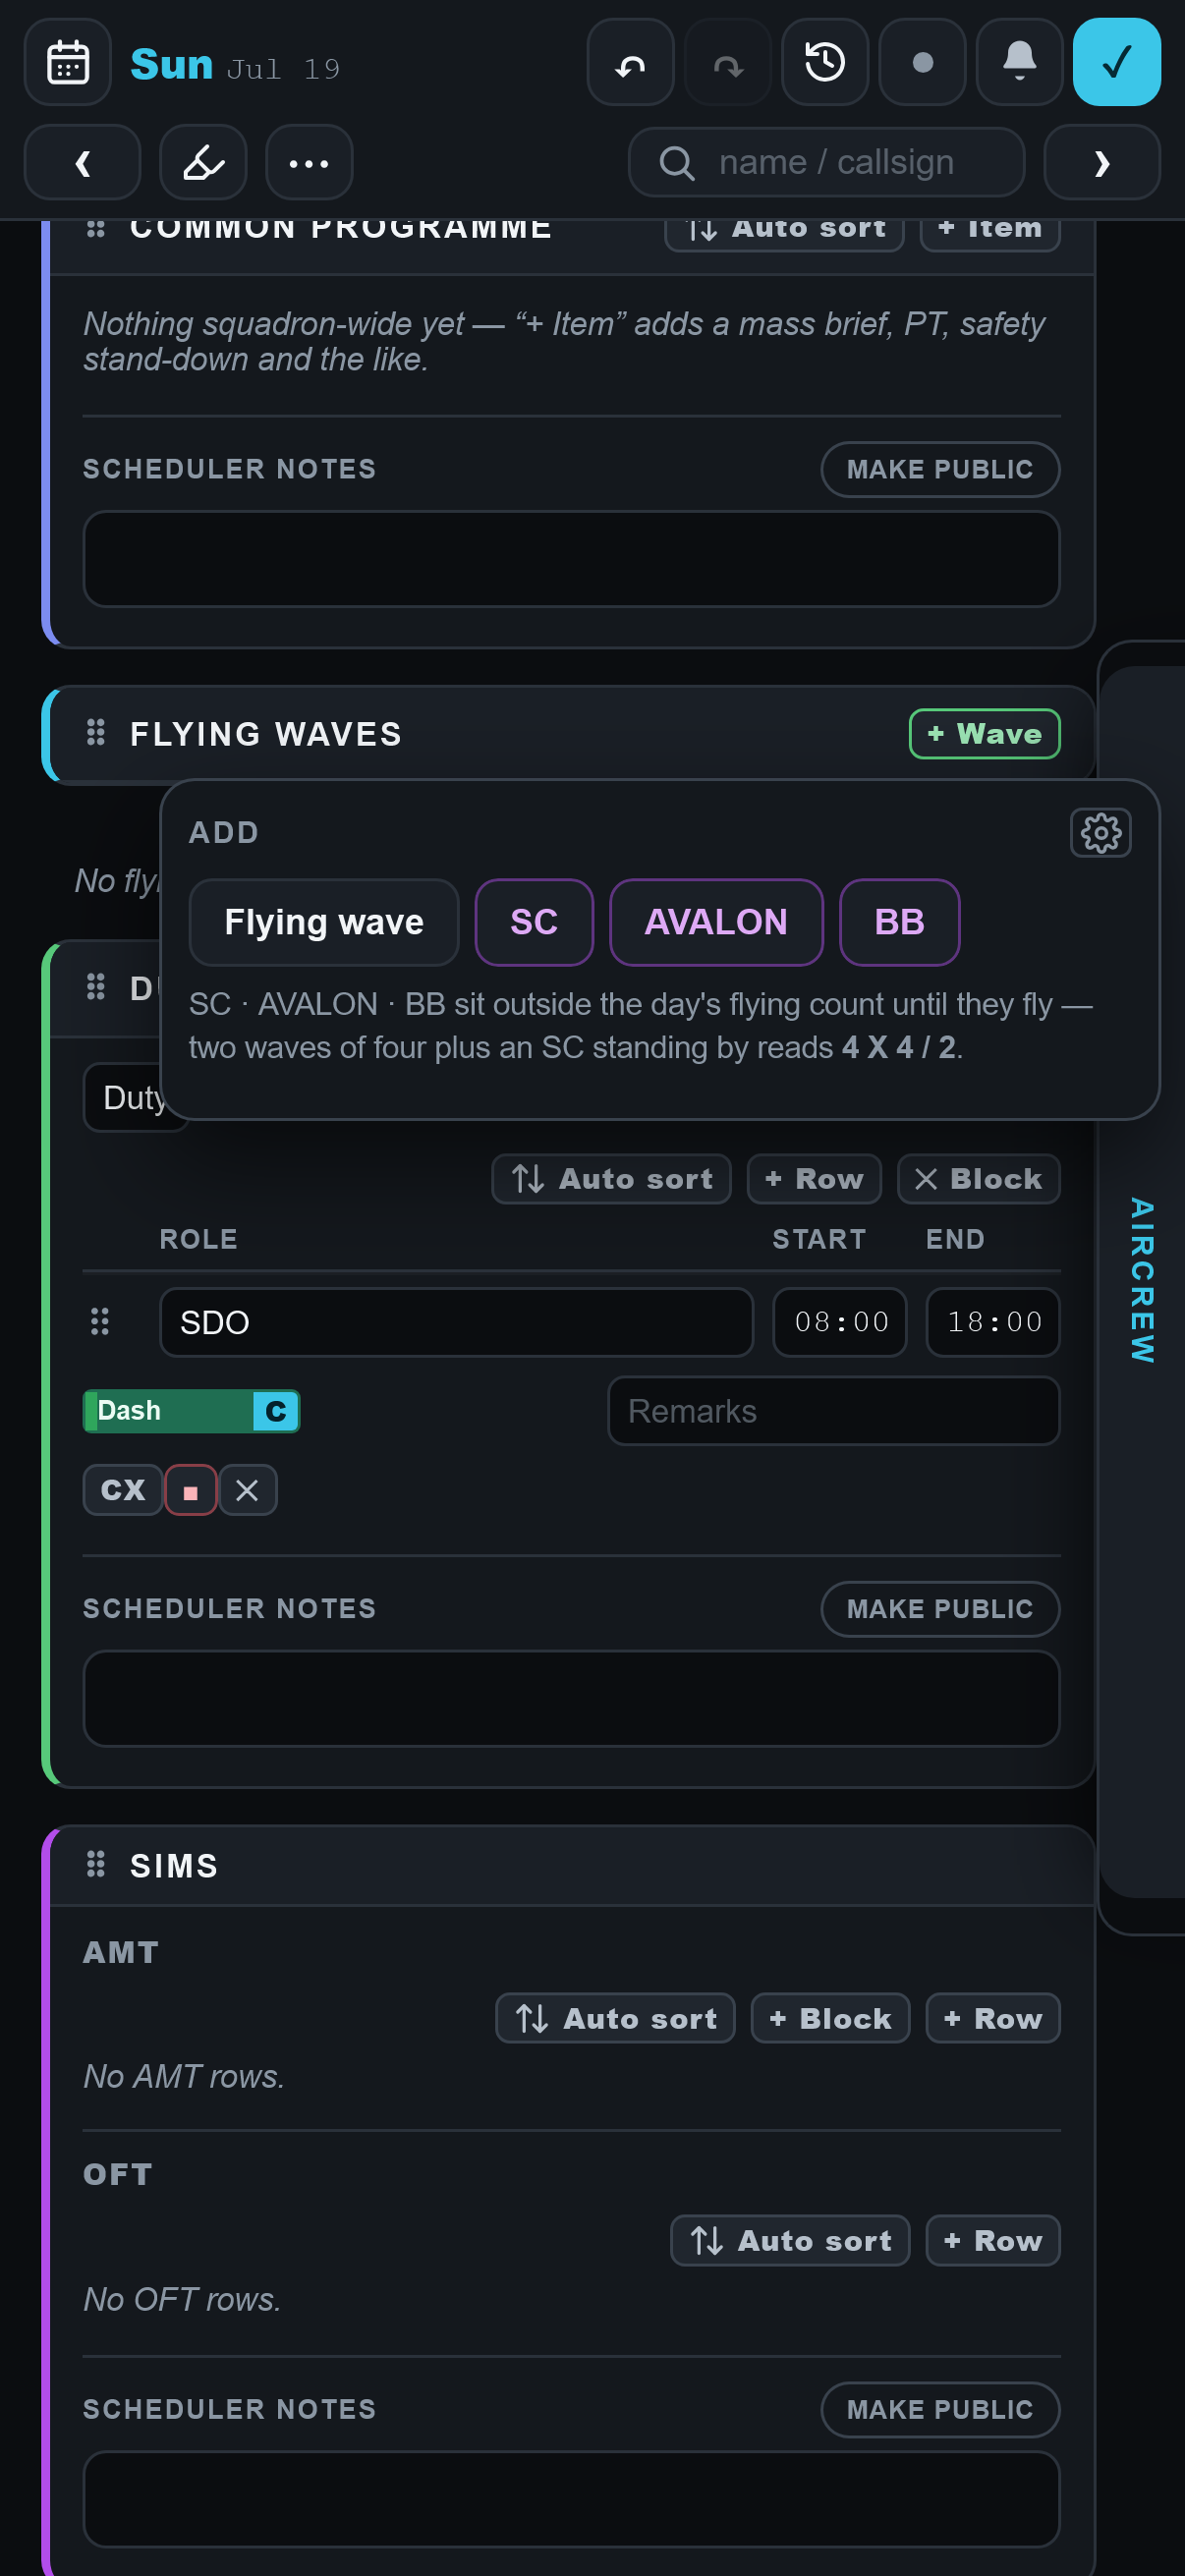 Sun Jul 19
name / callsign
COMMON PROGRAMME
Auto sort
+ Item
Nothing squadron-wide yet — “+ Item” adds a mass brief, PT, safety
stand-down and the like.
SCHEDULER NOTES
MAKE PUBLIC
FLYING WAVES
+ Wave
ADD
No fly
Flying wave
SC
AVALON
BB
SC · AVALON · BB sit outside the day's flying count until they fly —
two waves of four plus an SC standing by reads 4 X 4 / 2.
Duty
Auto sort
+ Row
× Block
ROLE
START
END
SDO
08:00
18:00
Dash
C
Remarks
CX
SCHEDULER NOTES
MAKE PUBLIC
AIRCREW
SIMS
AMT
Auto sort
+ Block
+ Row
No AMT rows.
OFT
Auto sort
+ Row
No OFT rows.
SCHEDULER NOTES
MAKE PUBLIC